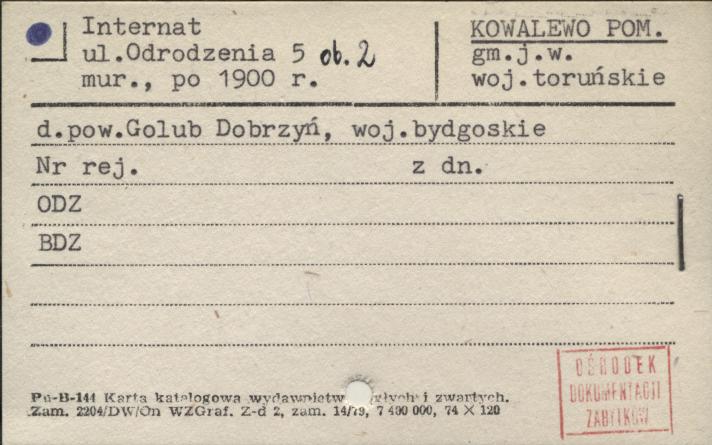 Internat
ul.Odrodzenia 5 ob. 2
mur., po 1900 r.
KOWALEWO POM.
gm.j.w.
woj.toruńskie
d.pow.Golub Dobrzyń, woj.bydgoskie
Nr rej. z dn.
ODZ
BDZ
Pu-B-144 Karta katalogowa wydawnictw głych i zwartych.
Zam. 2204/DW/On WZGraf. Z-d 2, zam. 14/79, 7 400 000, 74 × 120
OŚRODEK
DOKUMENTACJI
ZABYTKÓW